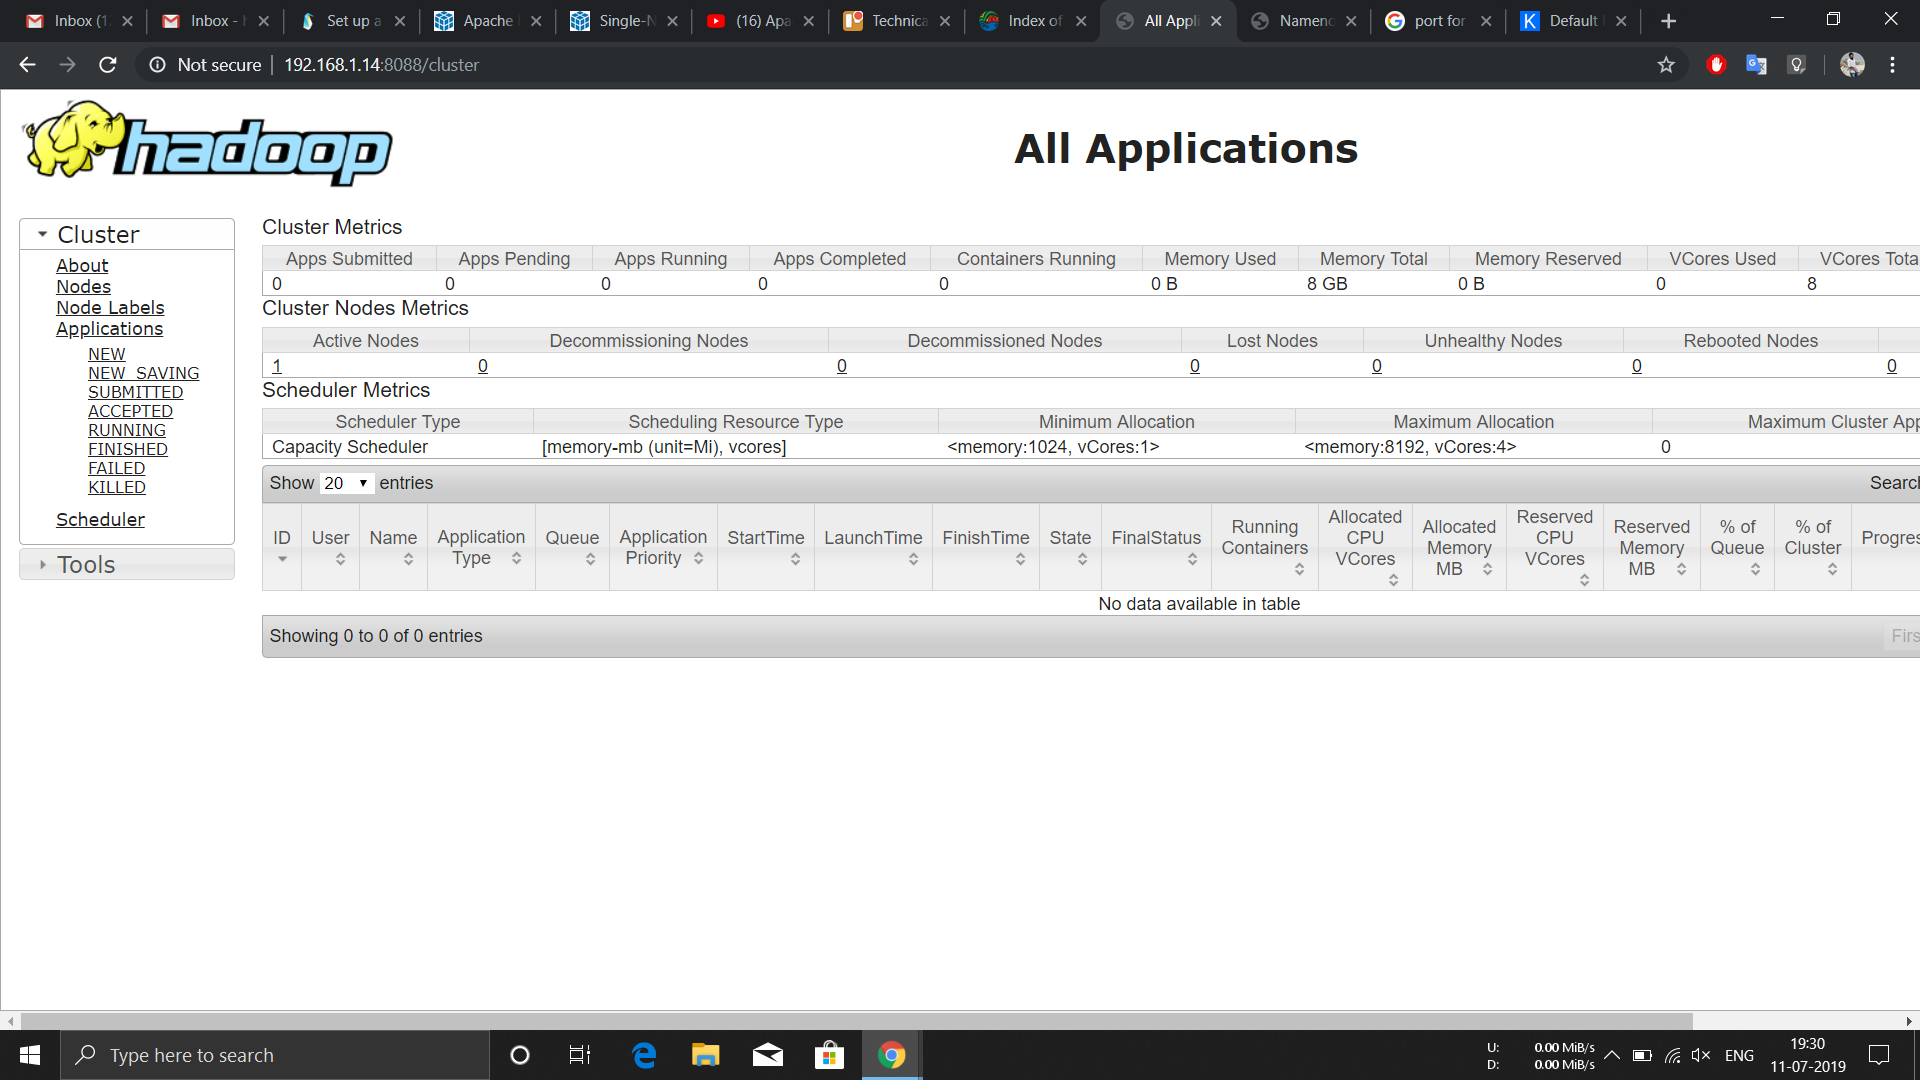 Inbox (1
Inbox -
Set up a
Apache
Single-N
(16) Apa
Technica
Index of
All Appli
Nameno
port for
Default
Not secure
192.168.1.14:8088/cluster
hadoop
All Applications
Cluster
About
Nodes
Node Labels
Applications
NEW
NEW_SAVING
SUBMITTED
ACCEPTED
RUNNING
FINISHED
FAILED
KILLED
Scheduler
Tools
Cluster Metrics
Apps Submitted Apps Pending Apps Running Apps Completed Containers Running Memory Used Memory Total Memory Reserved VCores Used VCores Tota
0 0 0 0 0 0 B 8 GB 0 B 0 8
Cluster Nodes Metrics
Active Nodes Decommissioning Nodes Decommissioned Nodes Lost Nodes Unhealthy Nodes Rebooted Nodes
1 0 0 0 0 0 0
Scheduler Metrics
Scheduler Type Scheduling Resource Type Minimum Allocation Maximum Allocation Maximum Cluster App
Capacity Scheduler [memory-mb (unit=Mi), vcores] <memory:1024, vCores:1> <memory:8192, vCores:4> 0
Show 20 entries Search
ID User Name Application Type Queue Application Priority StartTime LaunchTime FinishTime State FinalStatus Running Containers Allocated CPU VCores Allocated Memory MB Reserved CPU VCores Reserved Memory MB % of Queue % of Cluster Progres
No data available in table
Showing 0 to 0 of 0 entries Firs
Type here to search
U: 0.00 MiB/s
D: 0.00 MiB/s
ENG
19:30
11-07-2019